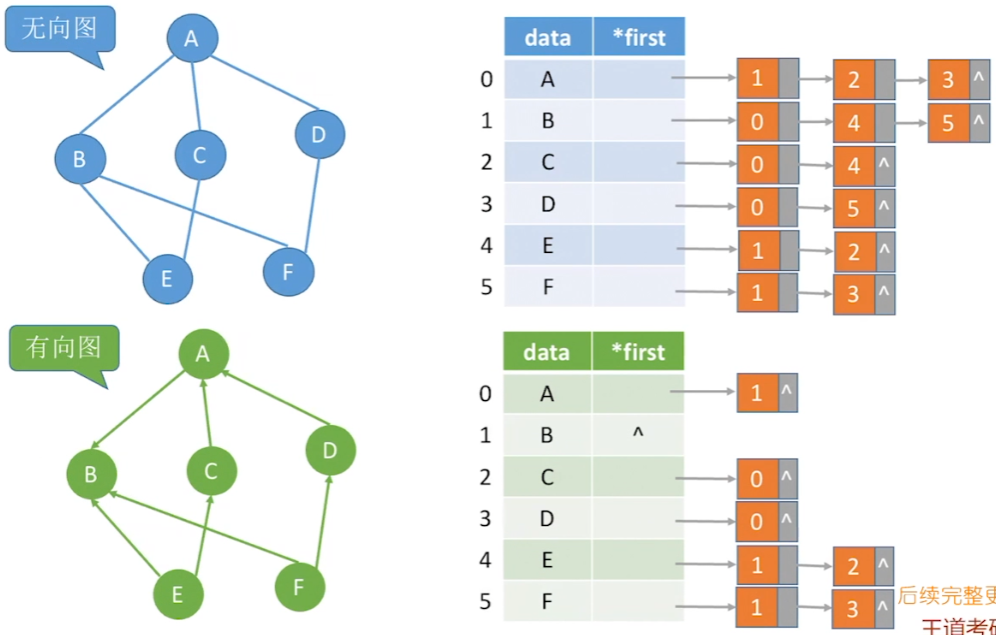 无向图
A
B
C
D
E
F
data *first
0 A 1 2 3 ^
1 B 0 4 5 ^
2 C 0 4 ^
3 D 0 5 ^
4 E 1 2 ^
5 F 1 3 ^
有向图
A
B
C
D
E
F
data *first
0 A 1 ^
1 B ^
2 C 0 ^
3 D 0 ^
4 E 1 2 ^
5 F 1 3 ^
后续完整更
王道考研